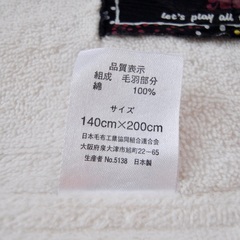 let's play all
品質表示
組成 毛羽部分
綿 100%
サイズ
140cm×200cm
日本毛布工業協同組合連合会
大阪府泉大津市旭町22-65
生産者 No.5138 日本製